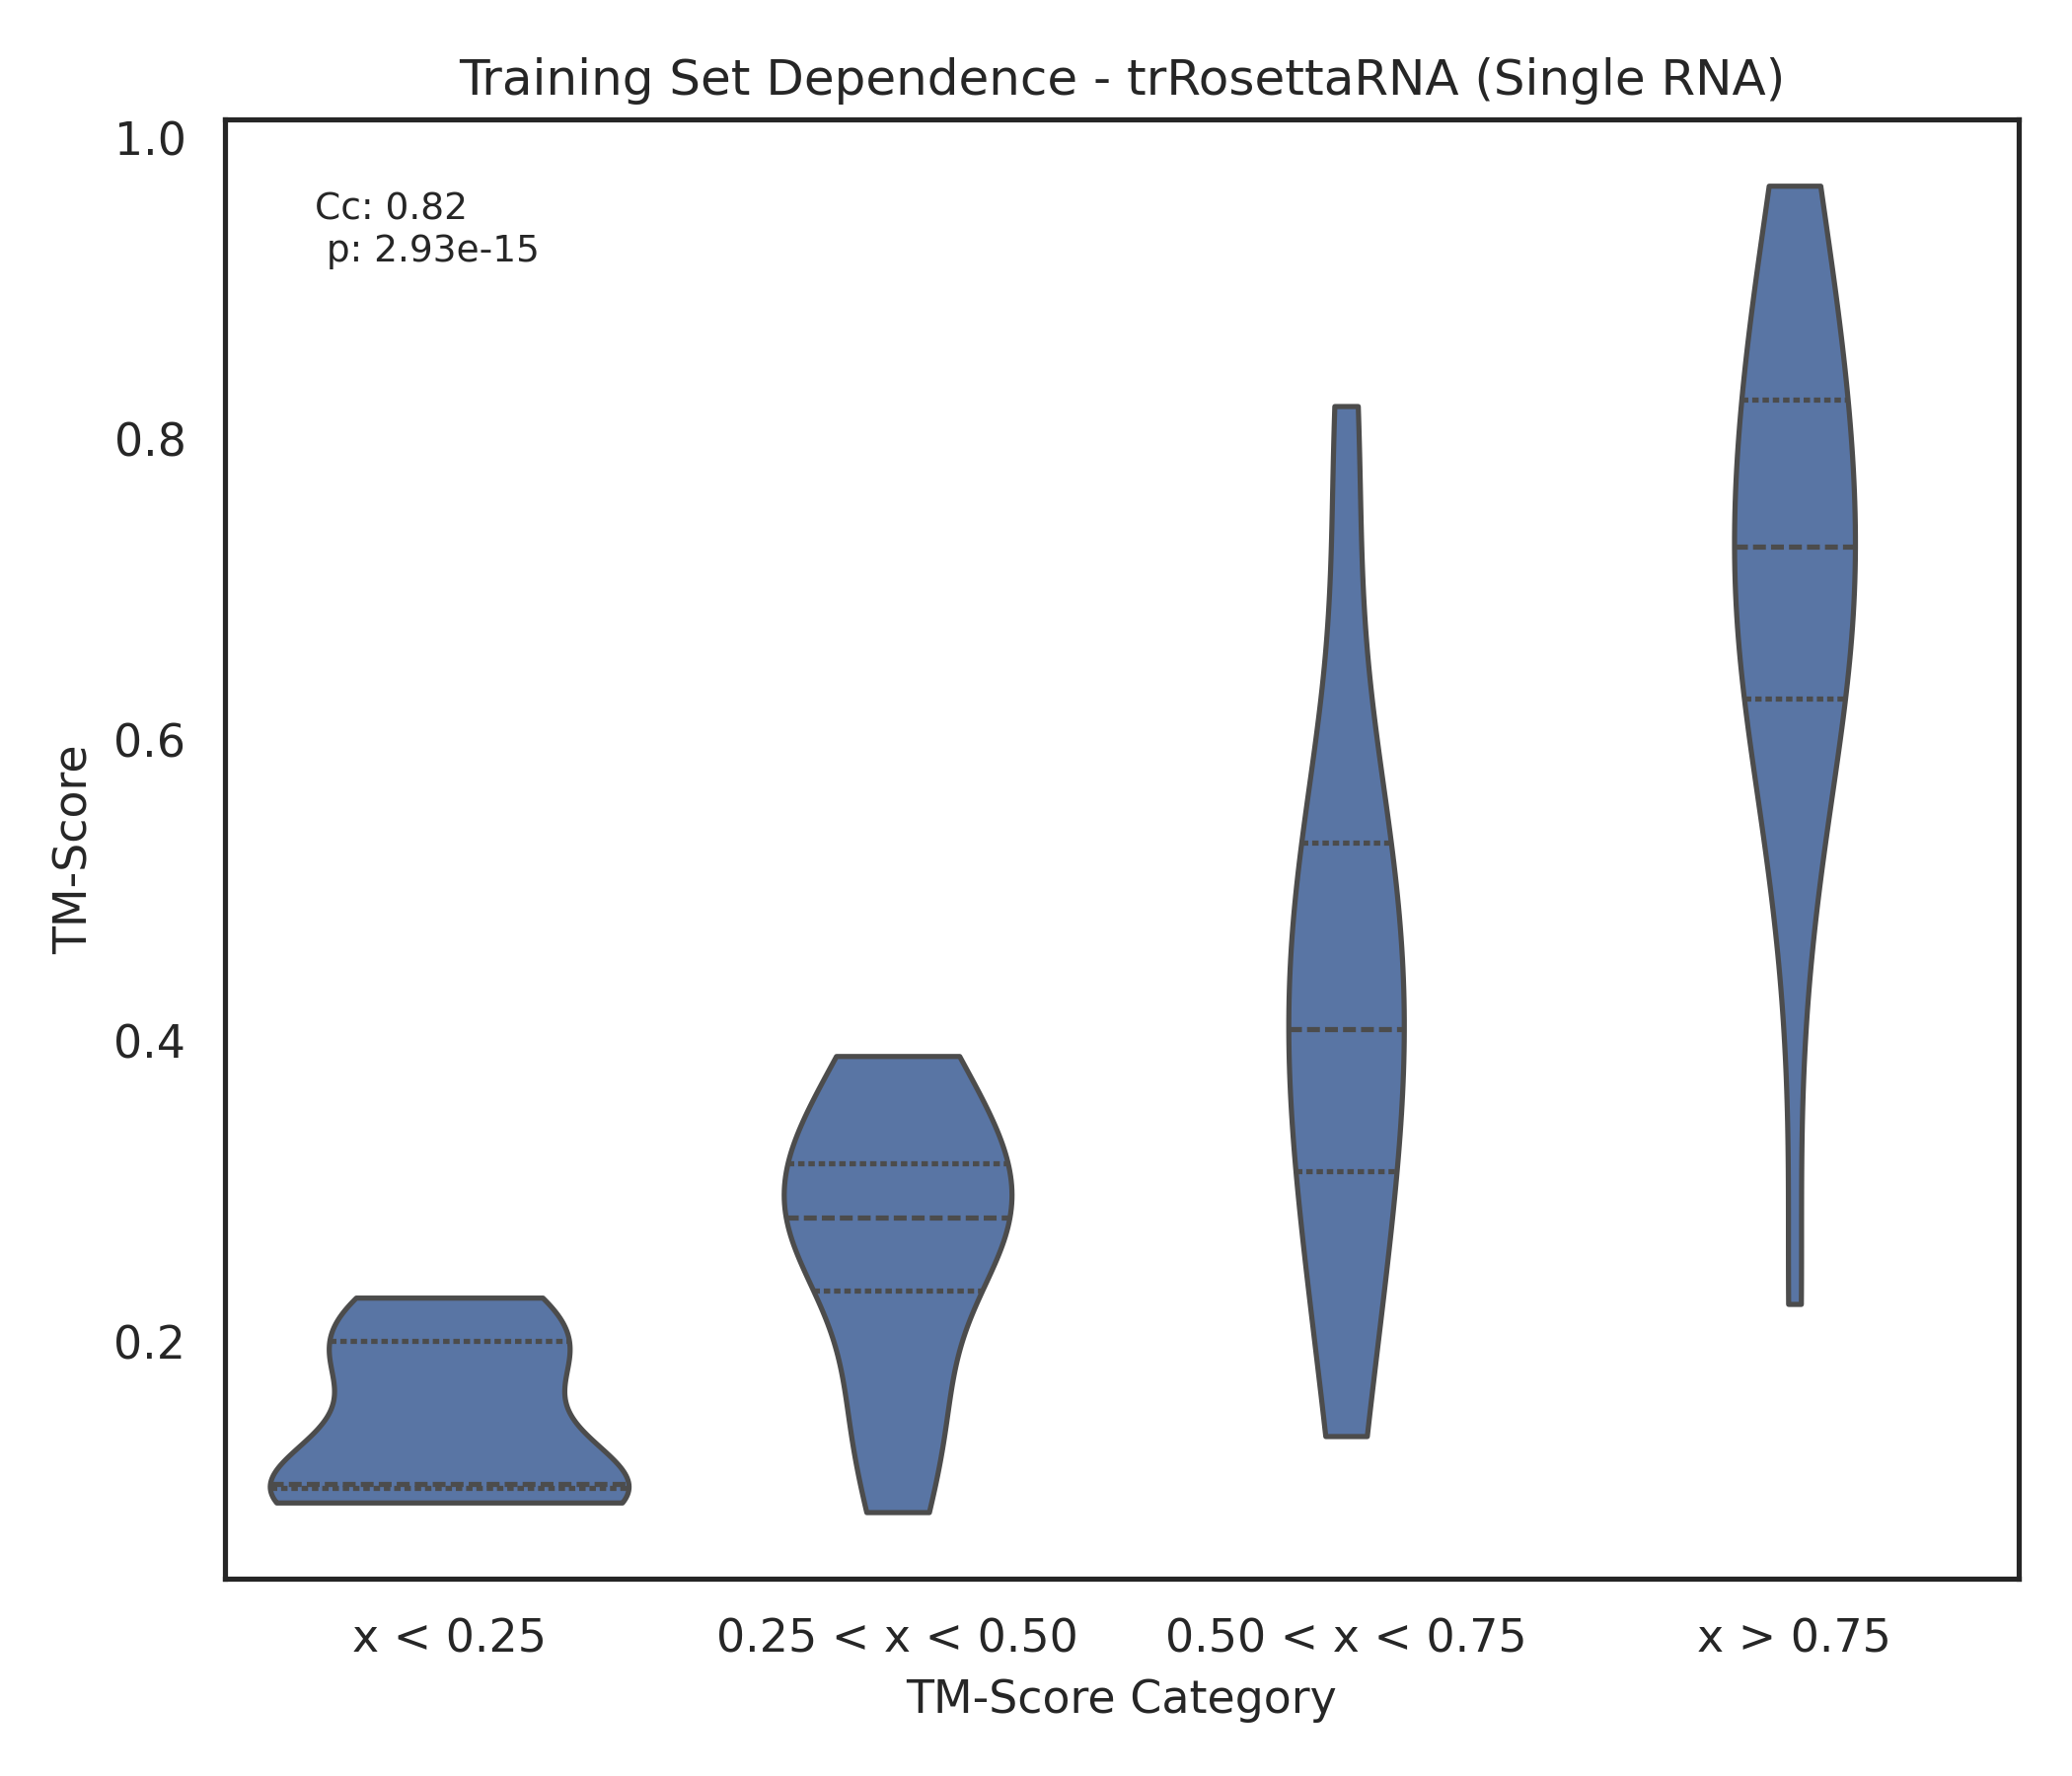 Training Set Dependence - trRosettaRNA (Single RNA)
1.0
Cc: 0.82
p: 2.93e-15
0.8
0.6
TM-Score
0.4
0.2
x < 0.25
0.25 < x < 0.50
0.50 < x < 0.75
x > 0.75
TM-Score Category